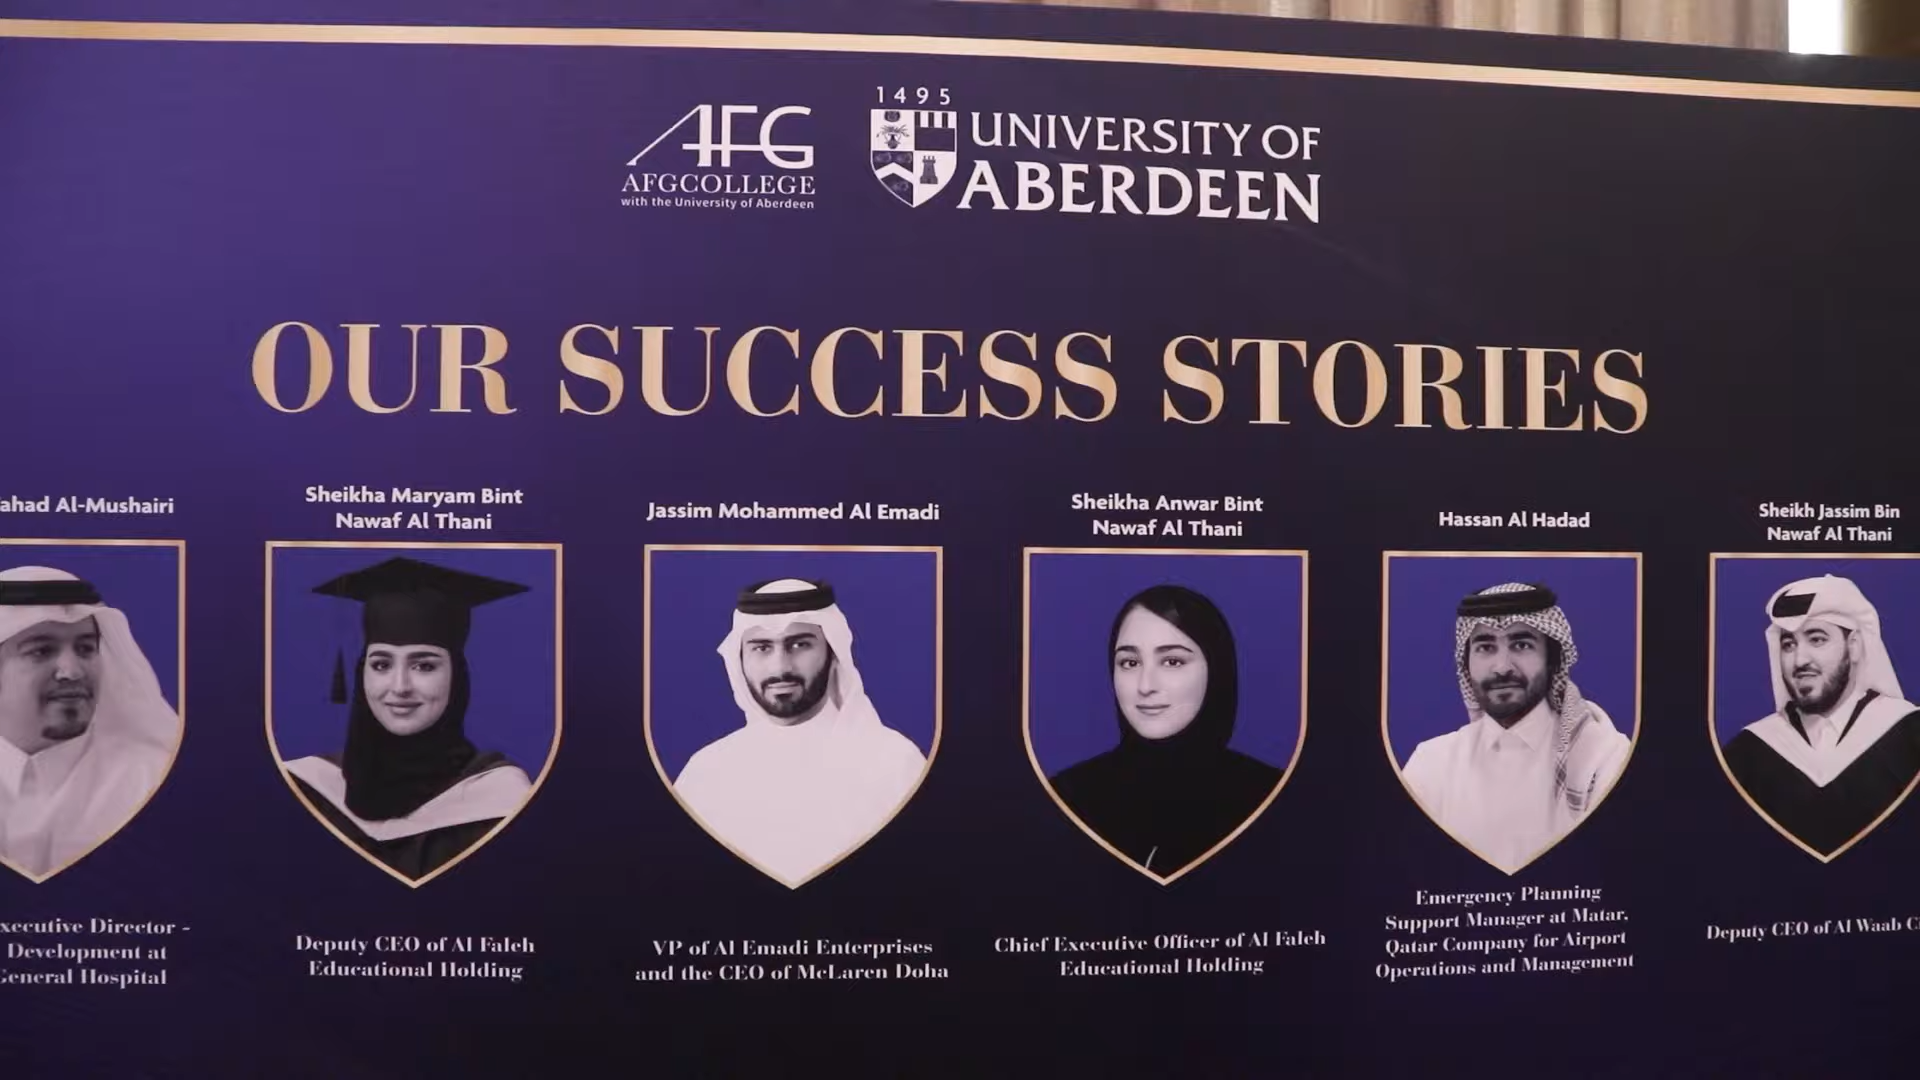 1495
AFG
AFGCOLLEGE
with the University of Aberdeen
UNIVERSITY OF
ABERDEEN
OUR SUCCESS STORIES
ahad Al-Mushairi
xecutive Director -
Development at
General Hospital
Sheikha Maryam Bint
Nawaf Al Thani
Deputy CEO of Al Faleh
Educational Holding
Jassim Mohammed Al Emadi
VP of Al Emadi Enterprises
and the CEO of McLaren Doha
Sheikha Anwar Bint
Nawaf Al Thani
Chief Executive Officer of Al Faleh
Educational Holding
Hassan Al Hadad
Emergency Planning
Support Manager at Matar,
Qatar Company for Airport
Operations and Management
Sheikh Jassim Bin
Nawaf Al Thani
Deputy CEO of Al Waab